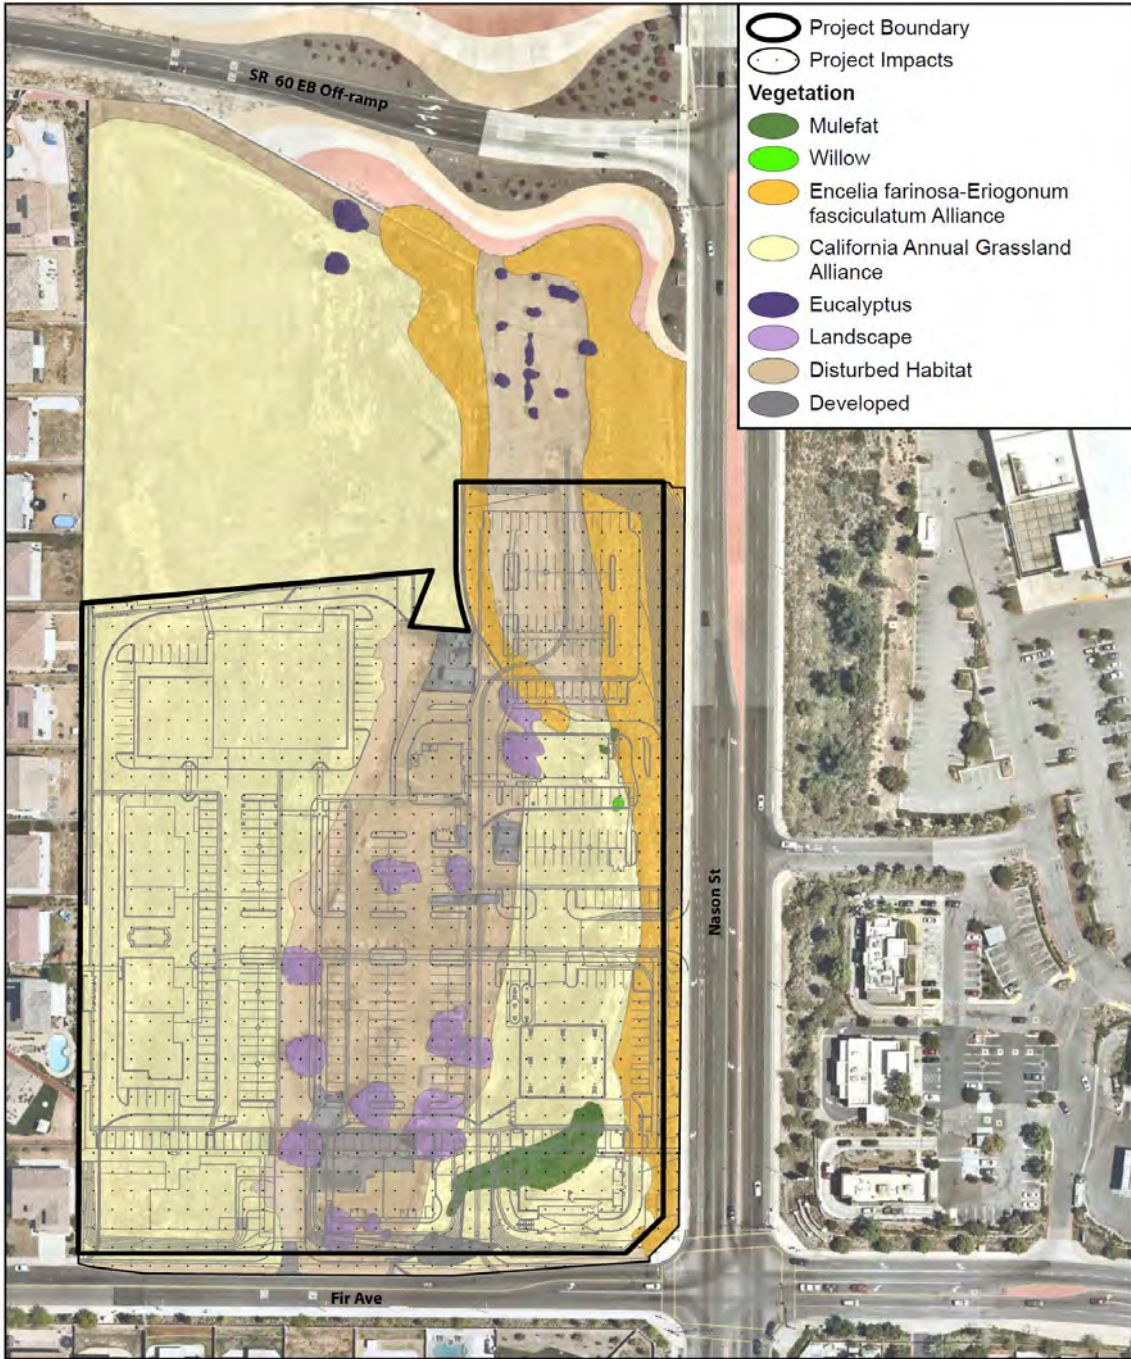 Project Boundary
Project Impacts
Vegetation
Mulefat
Willow
Encelia farinosa-Eriogonum
fasciculatum Alliance
California Annual Grassland
Alliance
Eucalyptus
Landscape
Disturbed Habitat
Developed
SR 60 EB Off-ramp
Nason St
Fir Ave